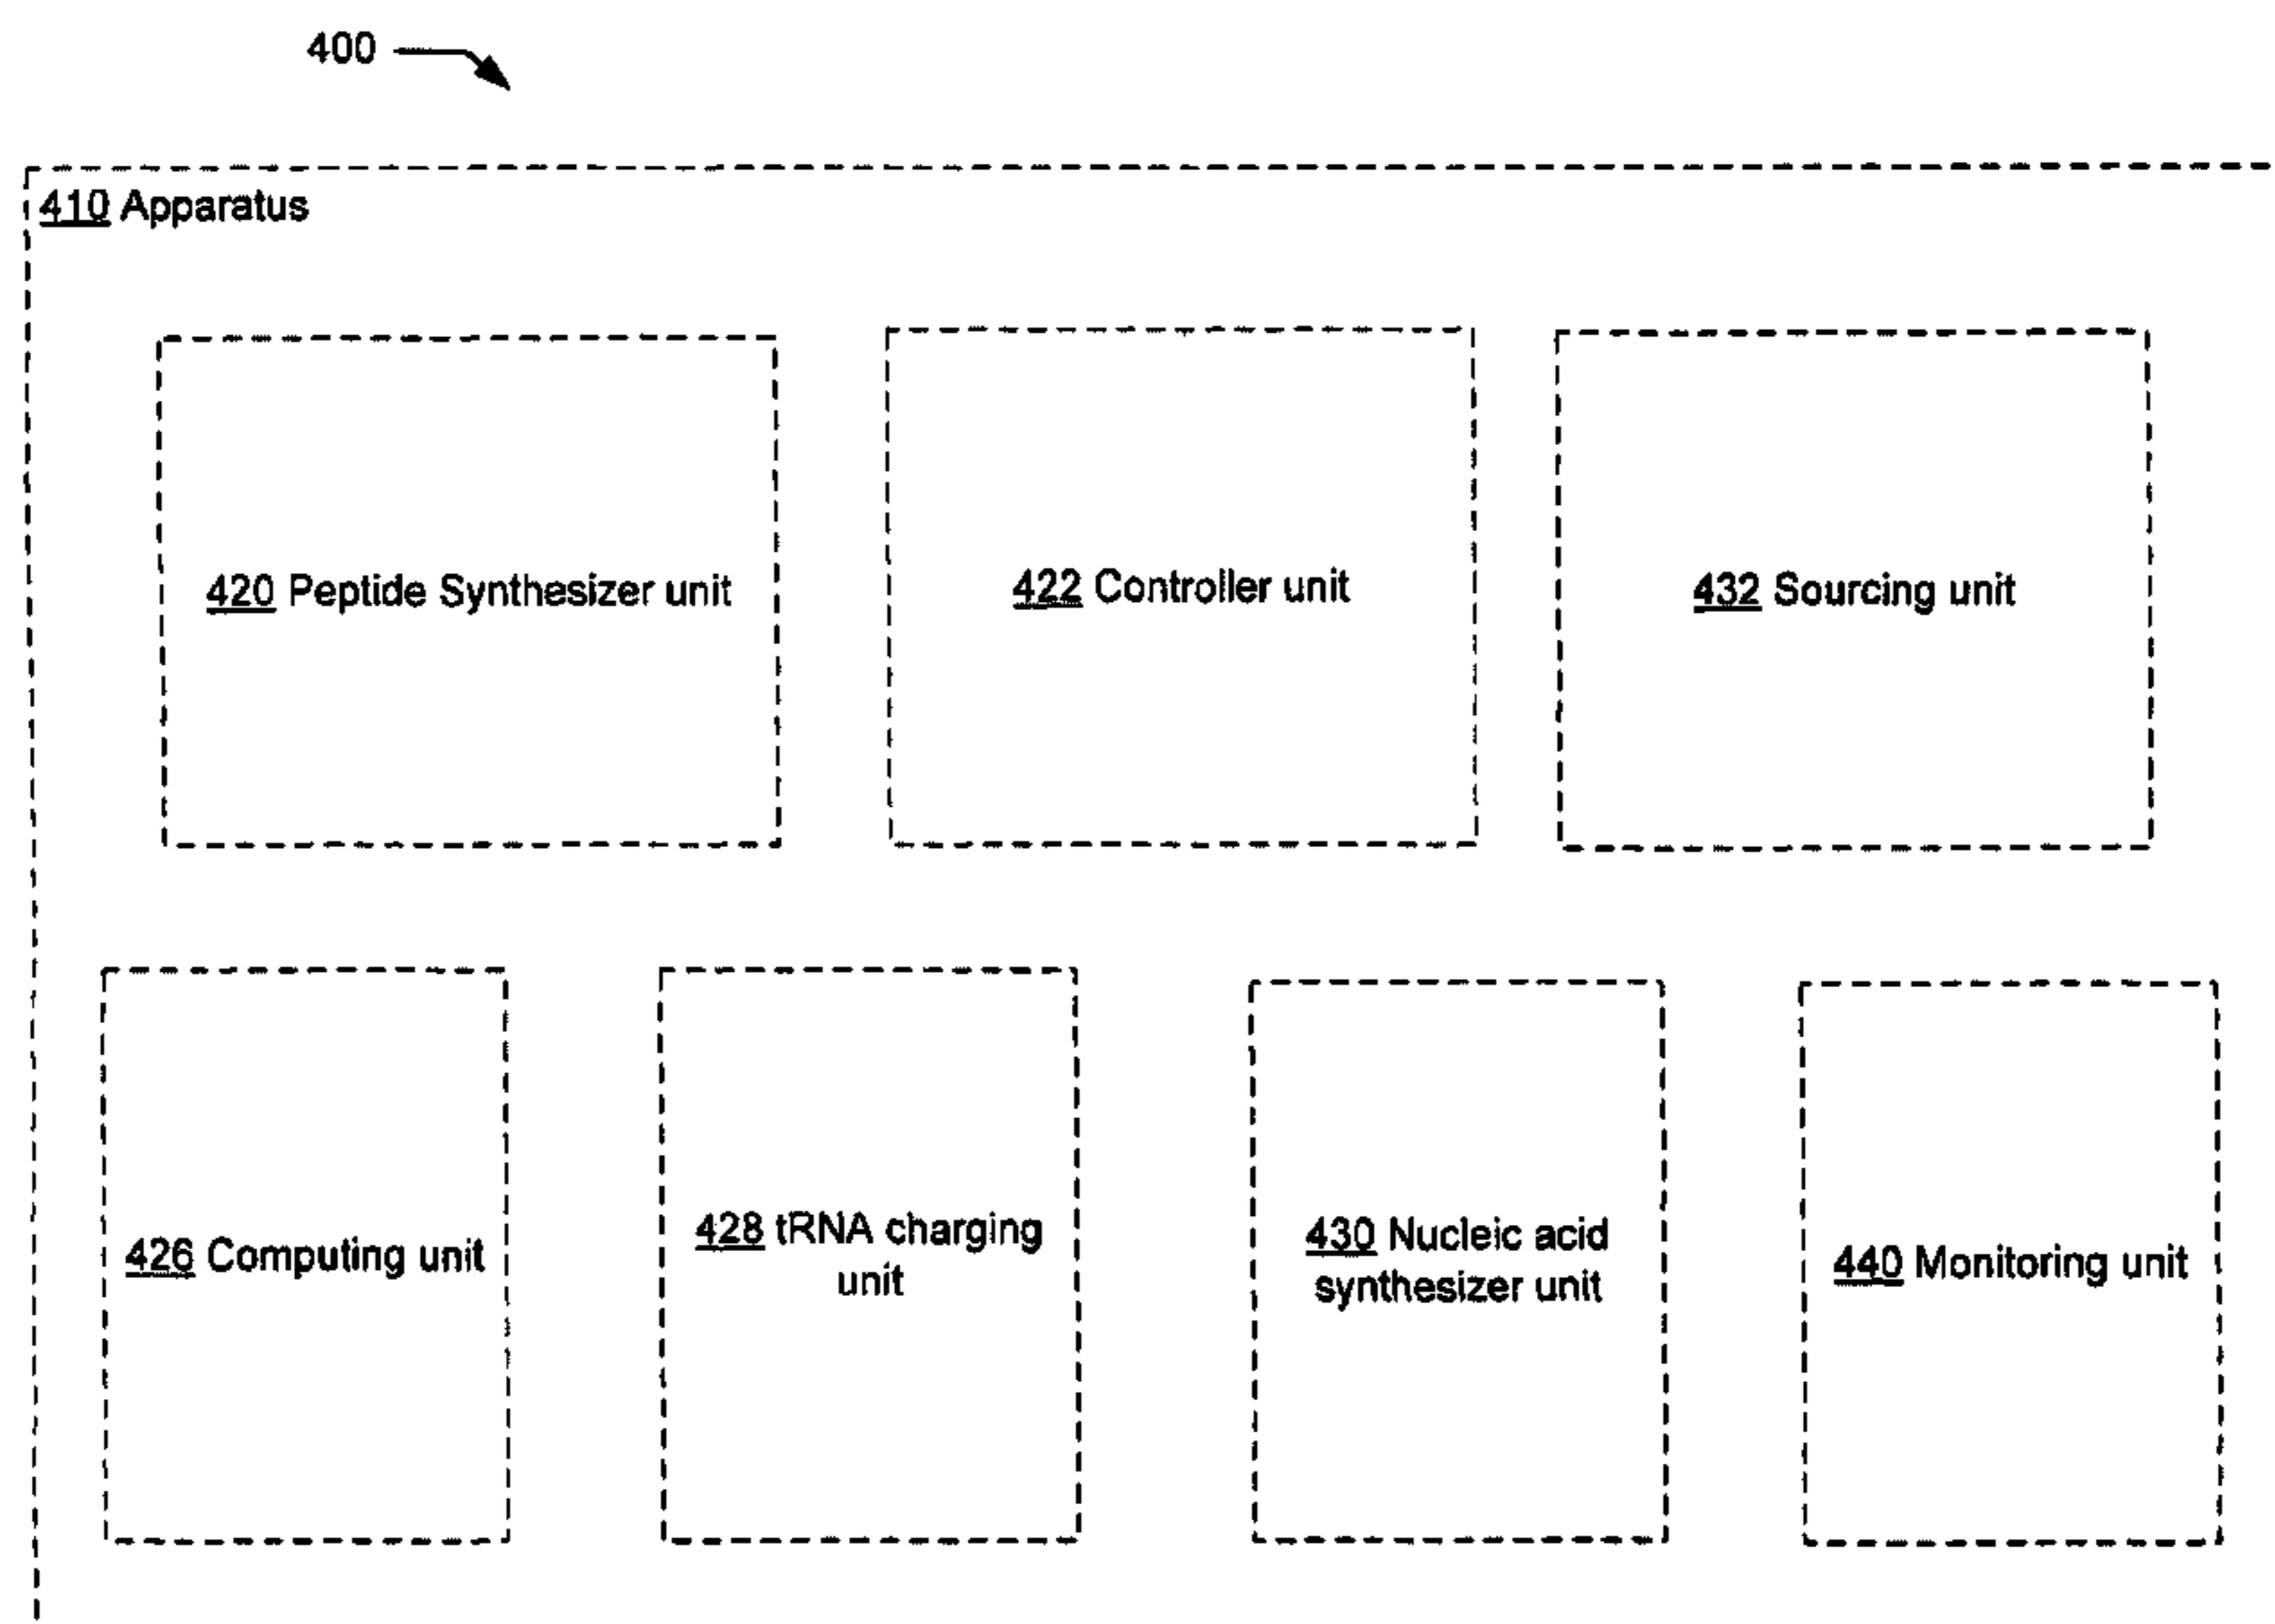 400
410 Apparatus
420 Peptide Synthesizer unit
422 Controller unit
432 Sourcing unit
426 Computing unit
428 tRNA charging
unit
430 Nucleic acid
synthesizer unit
440 Monitoring unit